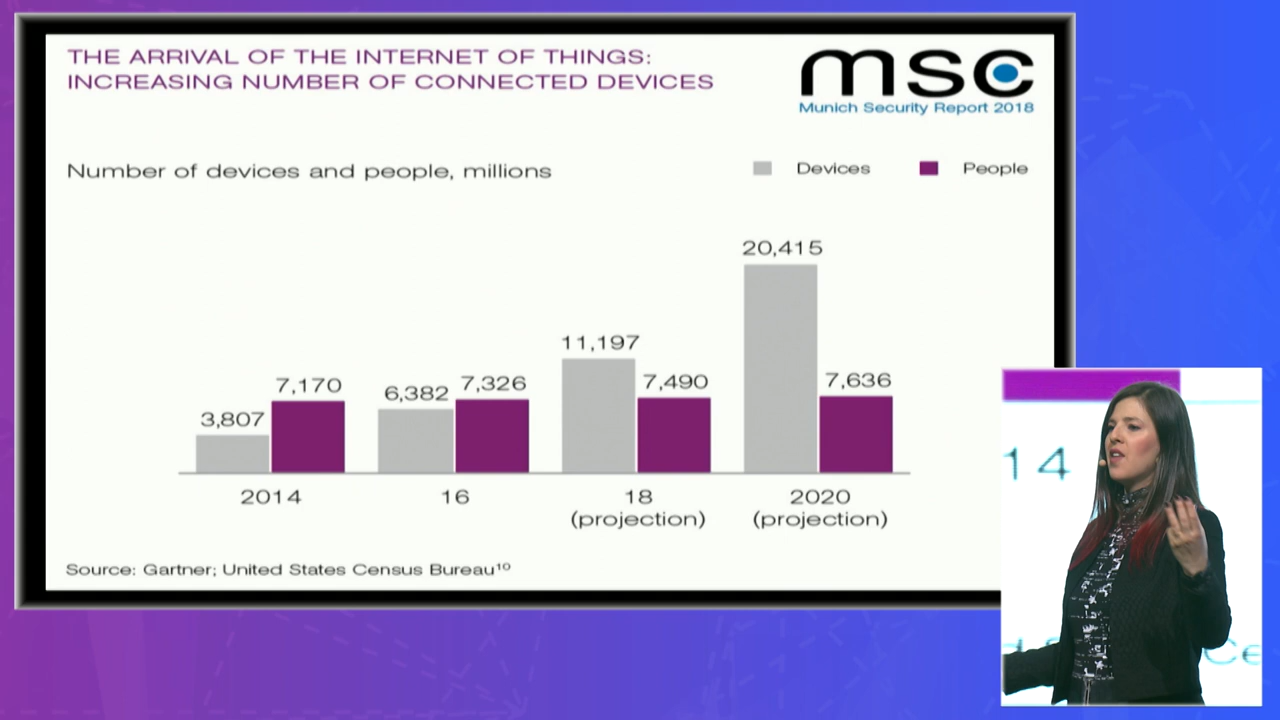 THE ARRIVAL OF THE INTERNET OF THINGS:
INCREASING NUMBER OF CONNECTED DEVICES
msc
Munich Security Report 2018
Number of devices and people, millions
Devices People
20,415
11,197
7,170 7,326 7,490 7,636
3,807 6,382
2014 16 18 2020
(projection) (projection)
Source: Gartner; United States Census Bureau¹⁰
14
Ce